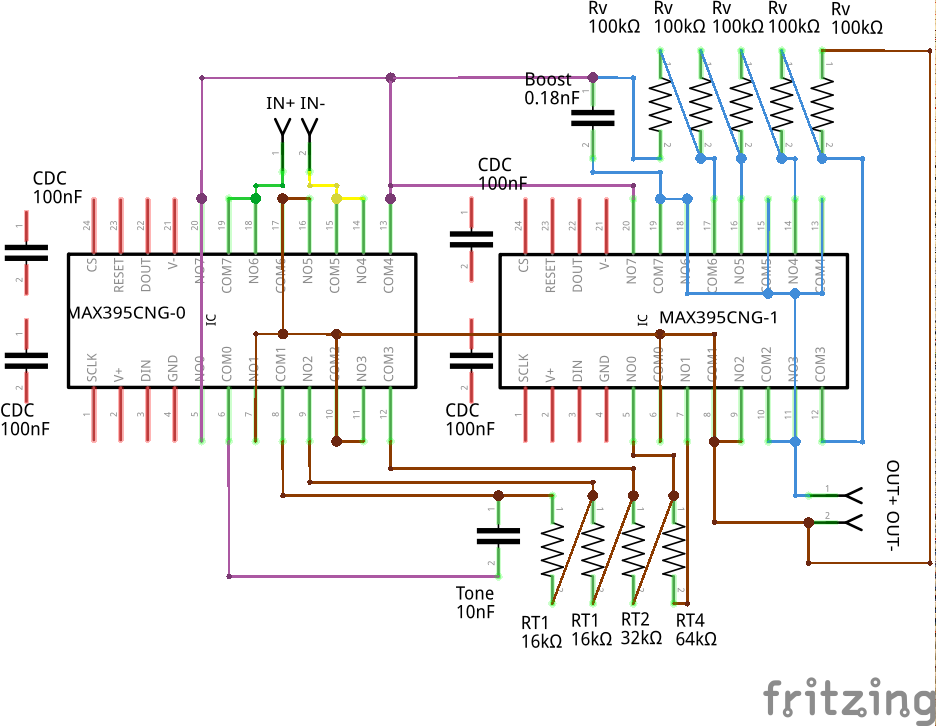 Rv Rv Rv Rv Rv
100kΩ 100kΩ 100kΩ 100kΩ 100kΩ
Boost
0.18nF
IN+ IN-
CDC
100nF
CDC
100nF
24 23 22 21 20 19 18 17 16 15 14 13
CS RESET DOUT V- NO7 COM7 NO6 COM6 NO5 COM5 NO4 COM4
MAX395CNG-0
IC
SCLK V+ DIN GND NO0 COM0 NO1 COM1 NO2 COM2 NO3 COM3
1 2 3 4 5 6 7 8 9 10 11 12
24 23 22 21 20 19 18 17 16 15 14 13
CS RESET DOUT V- NO7 COM7 NO6 COM6 NO5 COM5 NO4 COM4
IC
MAX395CNG-1
SCLK V+ DIN GND NO0 COM0 NO1 COM1 NO2 COM2 NO3 COM3
1 2 3 4 5 6 7 8 9 10 11 12
CDC
100nF
CDC
100nF
OUT+ OUT-
1
2
Tone
10nF
RT1
16kΩ
RT1
16kΩ
RT2
32kΩ
RT4
64kΩ
fritzing